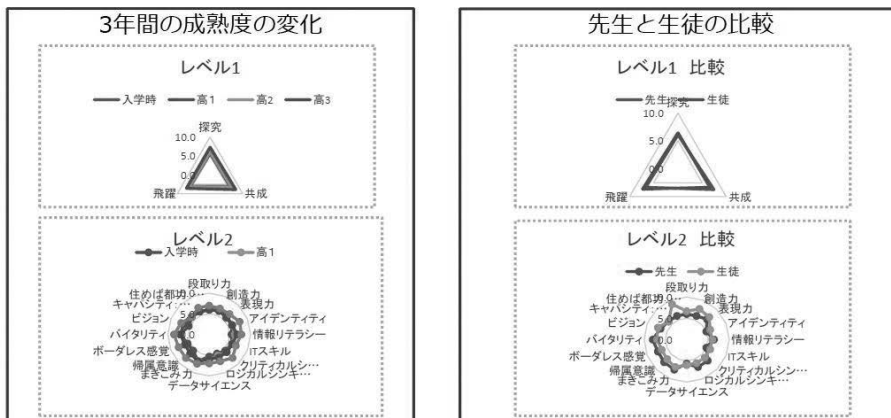 3年間の成熟度の変化
レベル1
入学時 高1 高2 高3
探究
10.0
5.0
0.0
飛躍 共成
レベル2
入学時 高1
段取り力
創造力
表現力
アイデンティティ
情報リテラシー
ITスキル
クリティカルシン…
ロジカルシンキ…
データサイエンス
まきこみ力
帰属意識
ボーダレス感覚
バイタリティ
ビジョン
キャパシティ:…
住めば都力…
5.0
0.0
先生と生徒の比較
レベル1 比較
先生 生徒
探究
10.0
5.0
0.0
飛躍 共成
レベル2 比較
先生 生徒
段取り力
創造力
表現力
アイデンティティ
情報リテラシー
ITスキル
クリティカルシン…
ロジカルシンキ…
データサイエンス
まきこみ力
帰属意識
ボーダレス感覚
バイタリティ
ビジョン
キャパシティ:…
住めば都力…
5.0
0.0